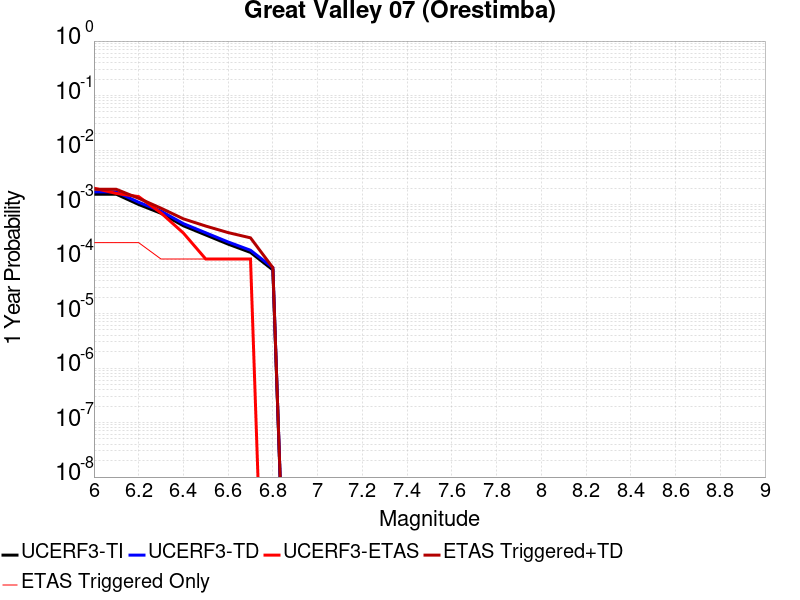 Great Valley 07 (Orestimba)
10^0
10^-1
10^-2
10^-3
10^-4
10^-5
10^-6
10^-7
10^-8
1 Year Probability
6 6.2 6.4 6.6 6.8 7 7.2 7.4 7.6 7.8 8 8.2 8.4 8.6 8.8 9
Magnitude
UCERF3-TI UCERF3-TD UCERF3-ETAS ETAS Triggered+TD
ETAS Triggered Only